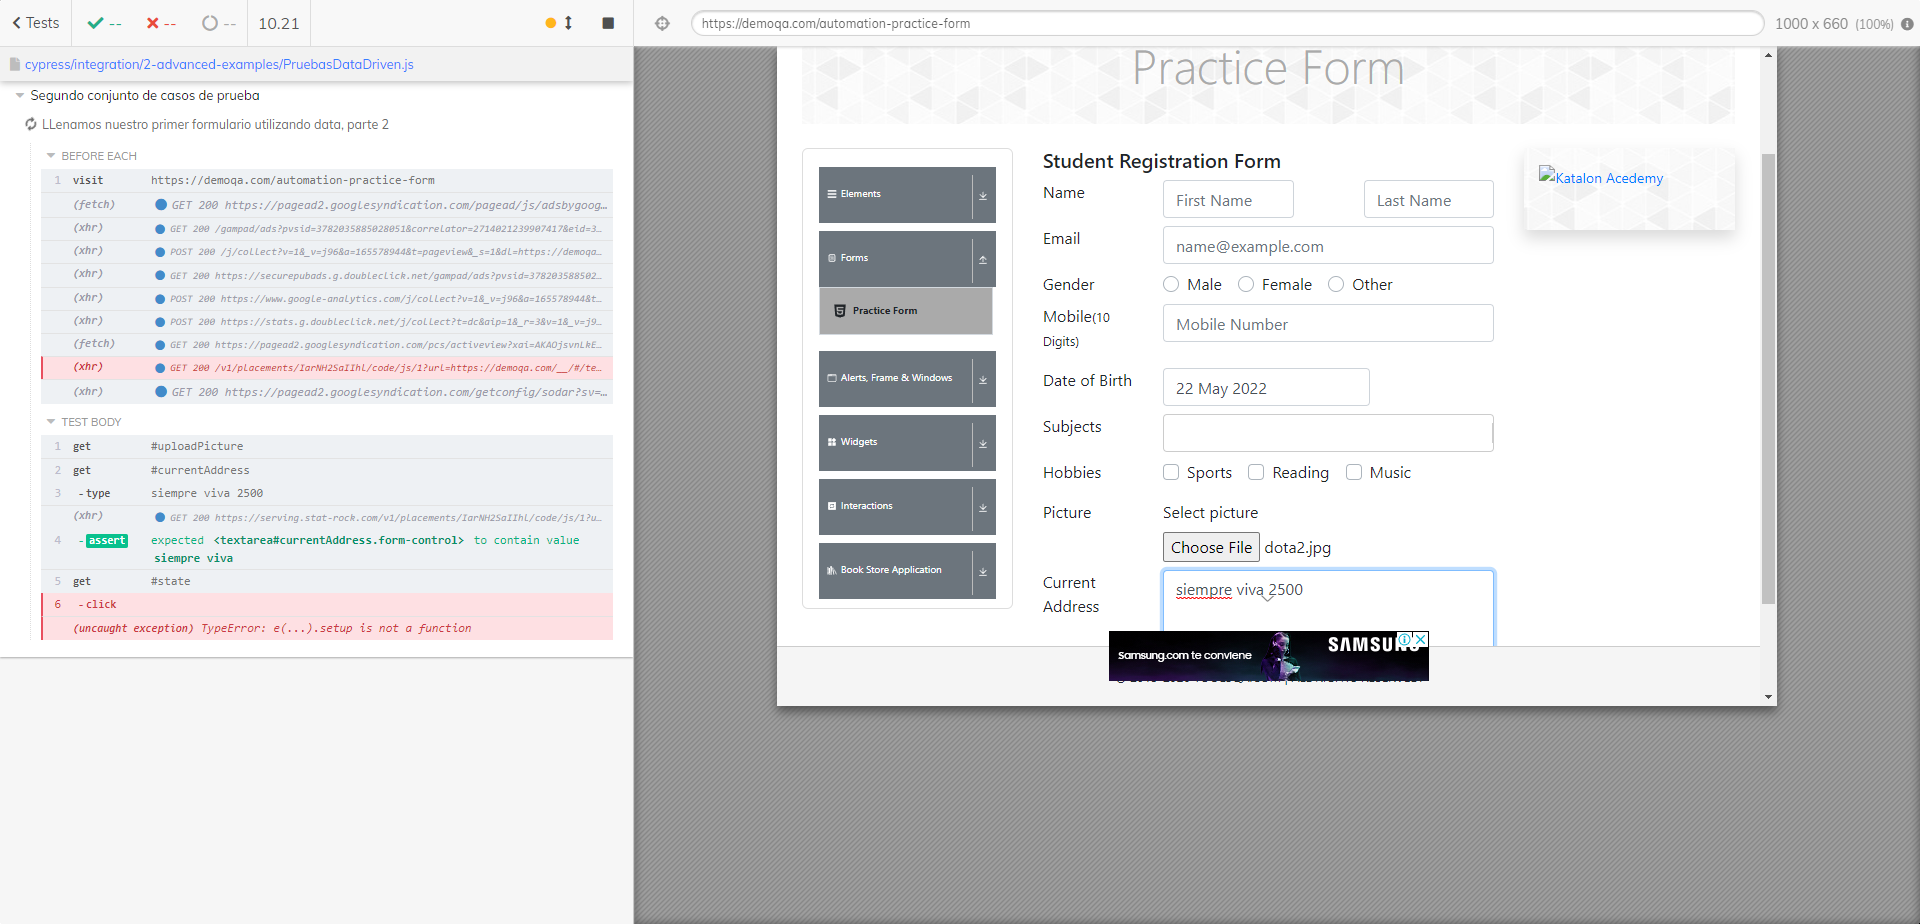 Tests
--
--
--
10.21
https://demoqa.com/automation-practice-form
1000 x 660 (100%)
cypress/integration/2-advanced-examples/PruebasDataDriven.js
Segundo conjunto de casos de prueba
LLenamos nuestro primer formulario utilizando data, parte 2
BEFORE EACH
1 visit https://demoqa.com/automation-practice-form
(fetch) GET 200 https://pagead2.googlesyndication.com/pagead/js/adsbygoog...
(xhr) GET 200 /gampad/ads?pvsid=3782035885028051&correlator=2714021239907417&eid=3...
(xhr) POST 200 /j/collect?v=1&_v=j96&a=165578944&t=pageview&_s=1&dl=https://demoqa...
(xhr) GET 200 https://securepubads.g.doubleclick.net/gampad/ads?pvsid=378203588502...
(xhr) POST 200 https://www.google-analytics.com/j/collect?v=1&_v=j96&a=165578944&t...
(xhr) POST 200 https://stats.g.doubleclick.net/j/collect?t=dc&aip=1&_r=3&v=1&_v=j9...
(fetch) GET 200 https://pagead2.googlesyndication.com/pcs/activeview?xai=AKAOjsvnLkE...
(xhr) GET 200 /v1/placements/IarNH2SaIIhl/code/js/1?url=https://demoqa.com/__/#/te...
(xhr) GET 200 https://pagead2.googlesyndication.com/getconfig/sodar?sv=...
TEST BODY
1 get #uploadPicture
2 get #currentAddress
3 -type siempre viva 2500
(xhr) GET 200 https://serving.stat-rock.com/v1/placements/IarNH2SaIIhl/code/js/1?u...
4 -assert expected <textarea#currentAddress.form-control> to contain value
siempre viva
5 get #state
6 -click
(uncaught exception) TypeError: e(...).setup is not a function
Practice Form
Elements
Forms
Practice Form
Alerts, Frame & Windows
Widgets
Interactions
Book Store Application
Student Registration Form
Name First Name Last Name
Email name@example.com
Gender Male Female Other
Mobile(10
Digits)
Mobile Number
Date of Birth 22 May 2022
Subjects
Hobbies Sports Reading Music
Picture Select picture
Choose File dota2.jpg
Current
Address
siempre viva 2500
Katalon Acedemy
Samsung.com te conviene
SAMSUNG